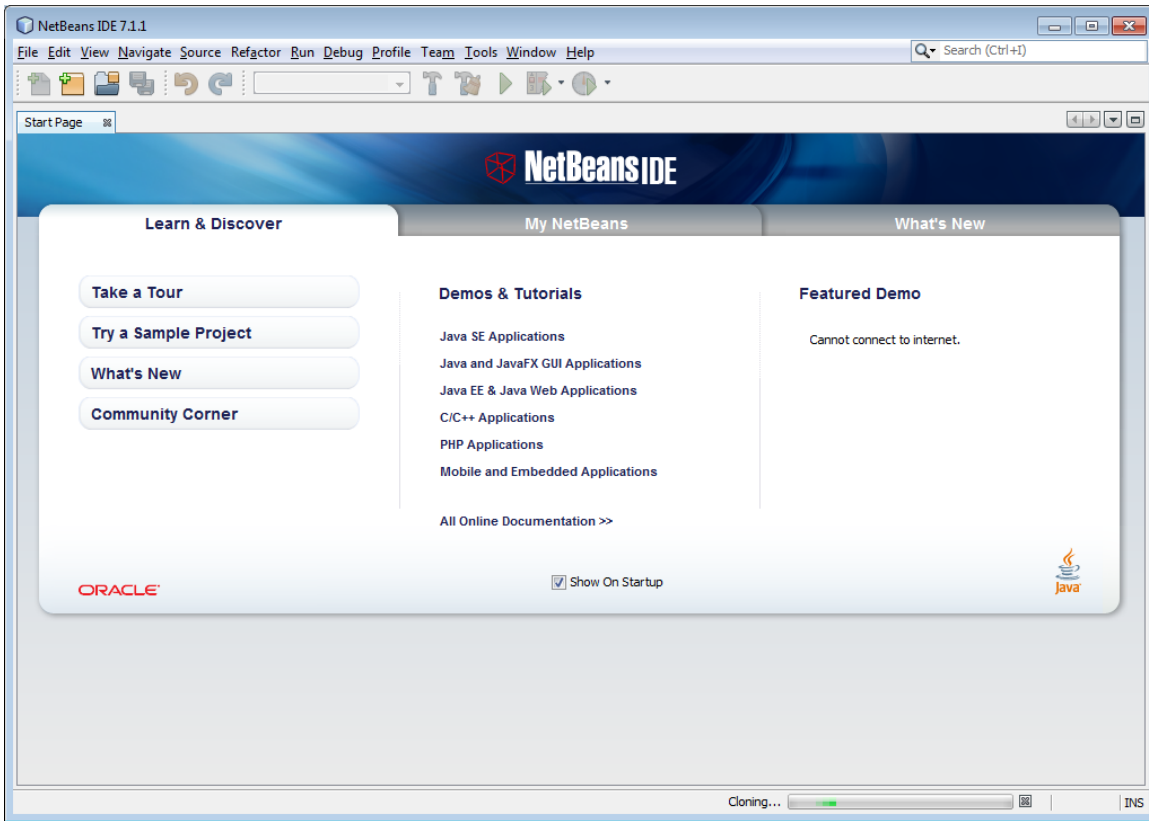 NetBeans IDE 7.1.1
File Edit View Navigate Source Refactor Run Debug Profile Team Tools Window Help
Search (Ctrl+I)
Start Page
NetBeans IDE
Learn & Discover
My NetBeans
What's New
Take a Tour
Try a Sample Project
What's New
Community Corner
Demos & Tutorials
Java SE Applications
Java and JavaFX GUI Applications
Java EE & Java Web Applications
C/C++ Applications
PHP Applications
Mobile and Embedded Applications
All Online Documentation >>
Featured Demo
Cannot connect to internet.
ORACLE
Show On Startup
Java
Cloning...
INS